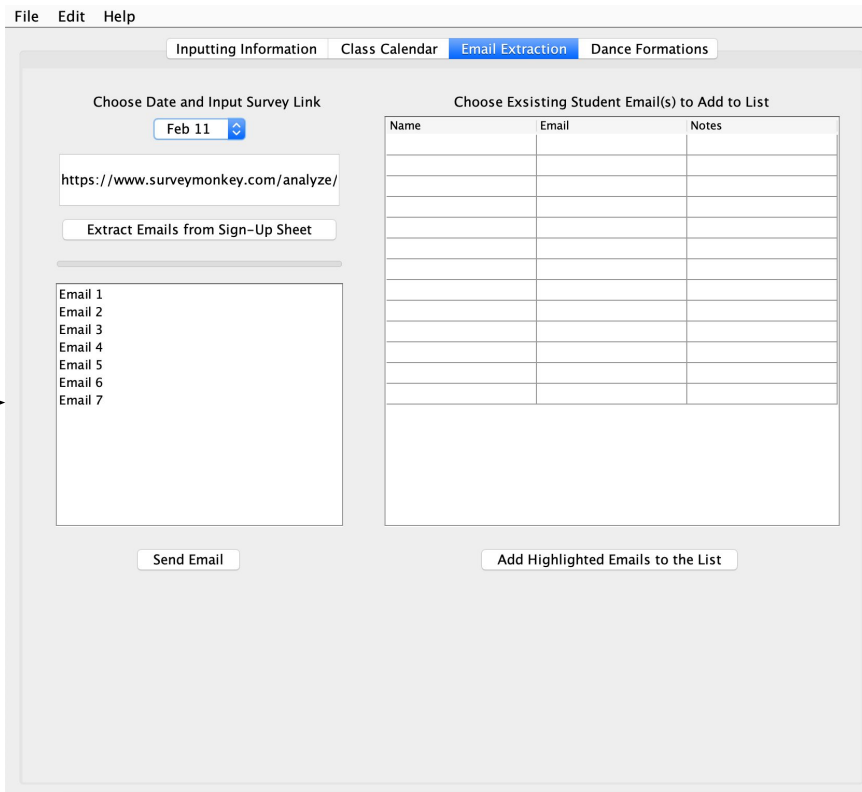 File Edit Help
Inputting Information Class Calendar Email Extraction Dance Formations
Choose Date and Input Survey Link
Feb 11
https://www.surveymonkey.com/analyze/
Extract Emails from Sign-Up Sheet
Email 1
Email 2
Email 3
Email 4
Email 5
Email 6
Email 7
Send Email
Choose Exsisting Student Email(s) to Add to List
Name Email Notes
Add Highlighted Emails to the List